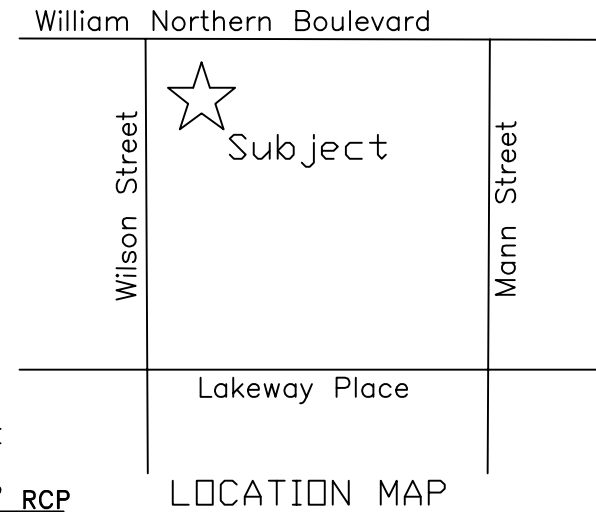 William Northern Boulevard
Wilson Street
Subject
Mann Street
Lakeway Place
RCP
LOCATION MAP